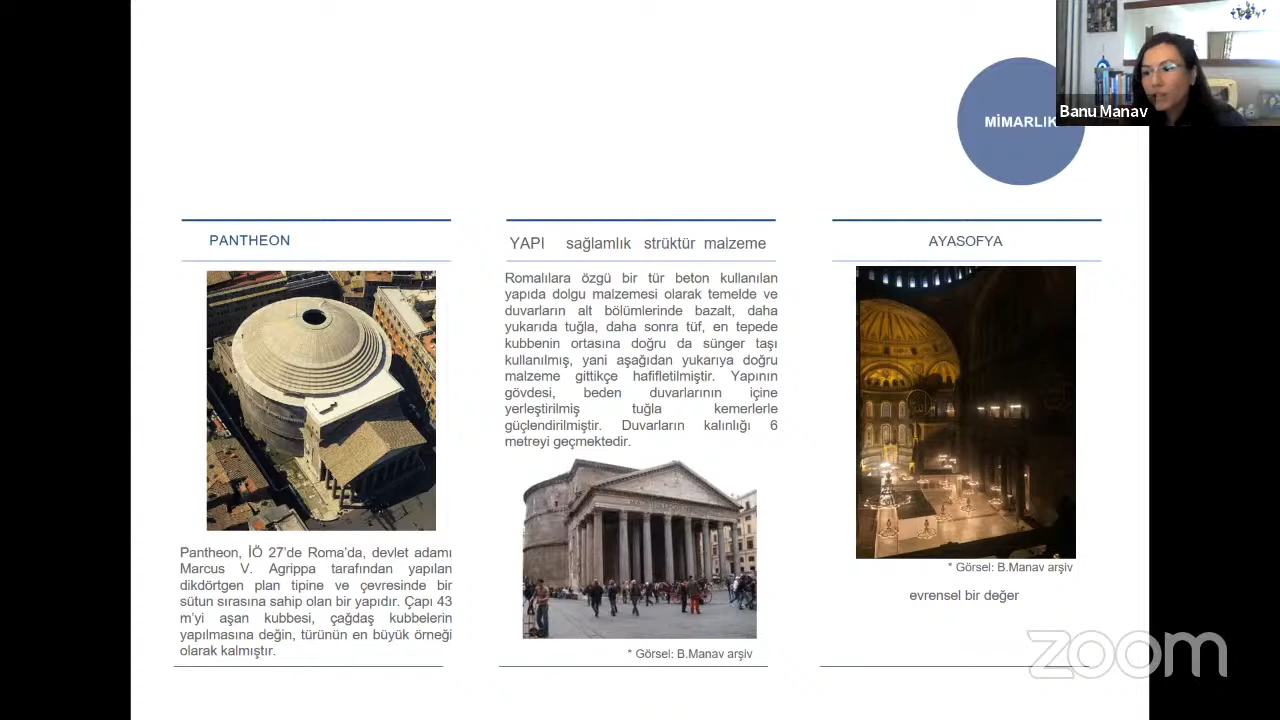 MİMARLIK
Banu Manav
PANTHEON
Pantheon, İÖ 27'de Roma'da, devlet adamı
Marcus V. Agrippa tarafından yapılan
dikdörtgen plan tipine ve çevresinde bir
sütun sırasına sahip olan bir yapıdır. Çapı 43
m'yi aşan kubbesi, çağdaş kubbelerin
yapılmasına değin, türünün en büyük örneği
olarak kalmıştır.
YAPI sağlamlık strüktür malzeme
Romalılara özgü bir tür beton kullanılan
yapıda dolgu malzemesi olarak temelde ve
duvarların alt bölümlerinde bazalt, daha
yukarıda tuğla, daha sonra tüf, en tepede
kubbenin ortasına doğru da sünger taşı
kullanılmış, yani aşağıdan yukarıya doğru
malzeme gittikçe hafifletilmiştir. Yapının
gövdesi, beden duvarlarının içine
yerleştirilmiş tuğla kemerlerle
güçlendirilmiştir. Duvarların kalınlığı 6
metreyi geçmektedir.
* Görsel: B.Manav arşiv
AYASOFYA
* Görsel: B.Manav arşiv
evrensel bir değer
zoom